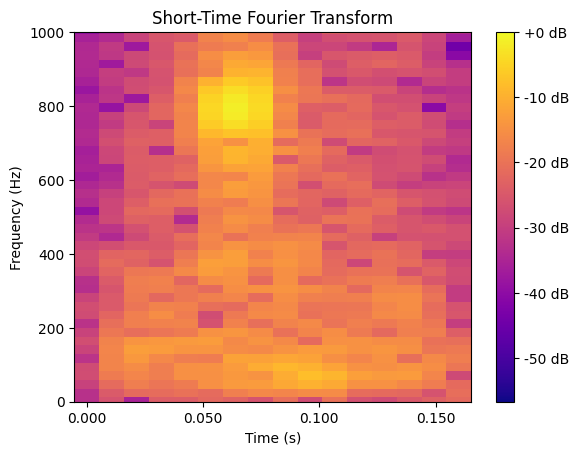 Short-Time Fourier Transform
1000
800
600
400
200
0
Frequency (Hz)
0.000
0.050
0.100
0.150
Time (s)
+0 dB
-10 dB
-20 dB
-30 dB
-40 dB
-50 dB